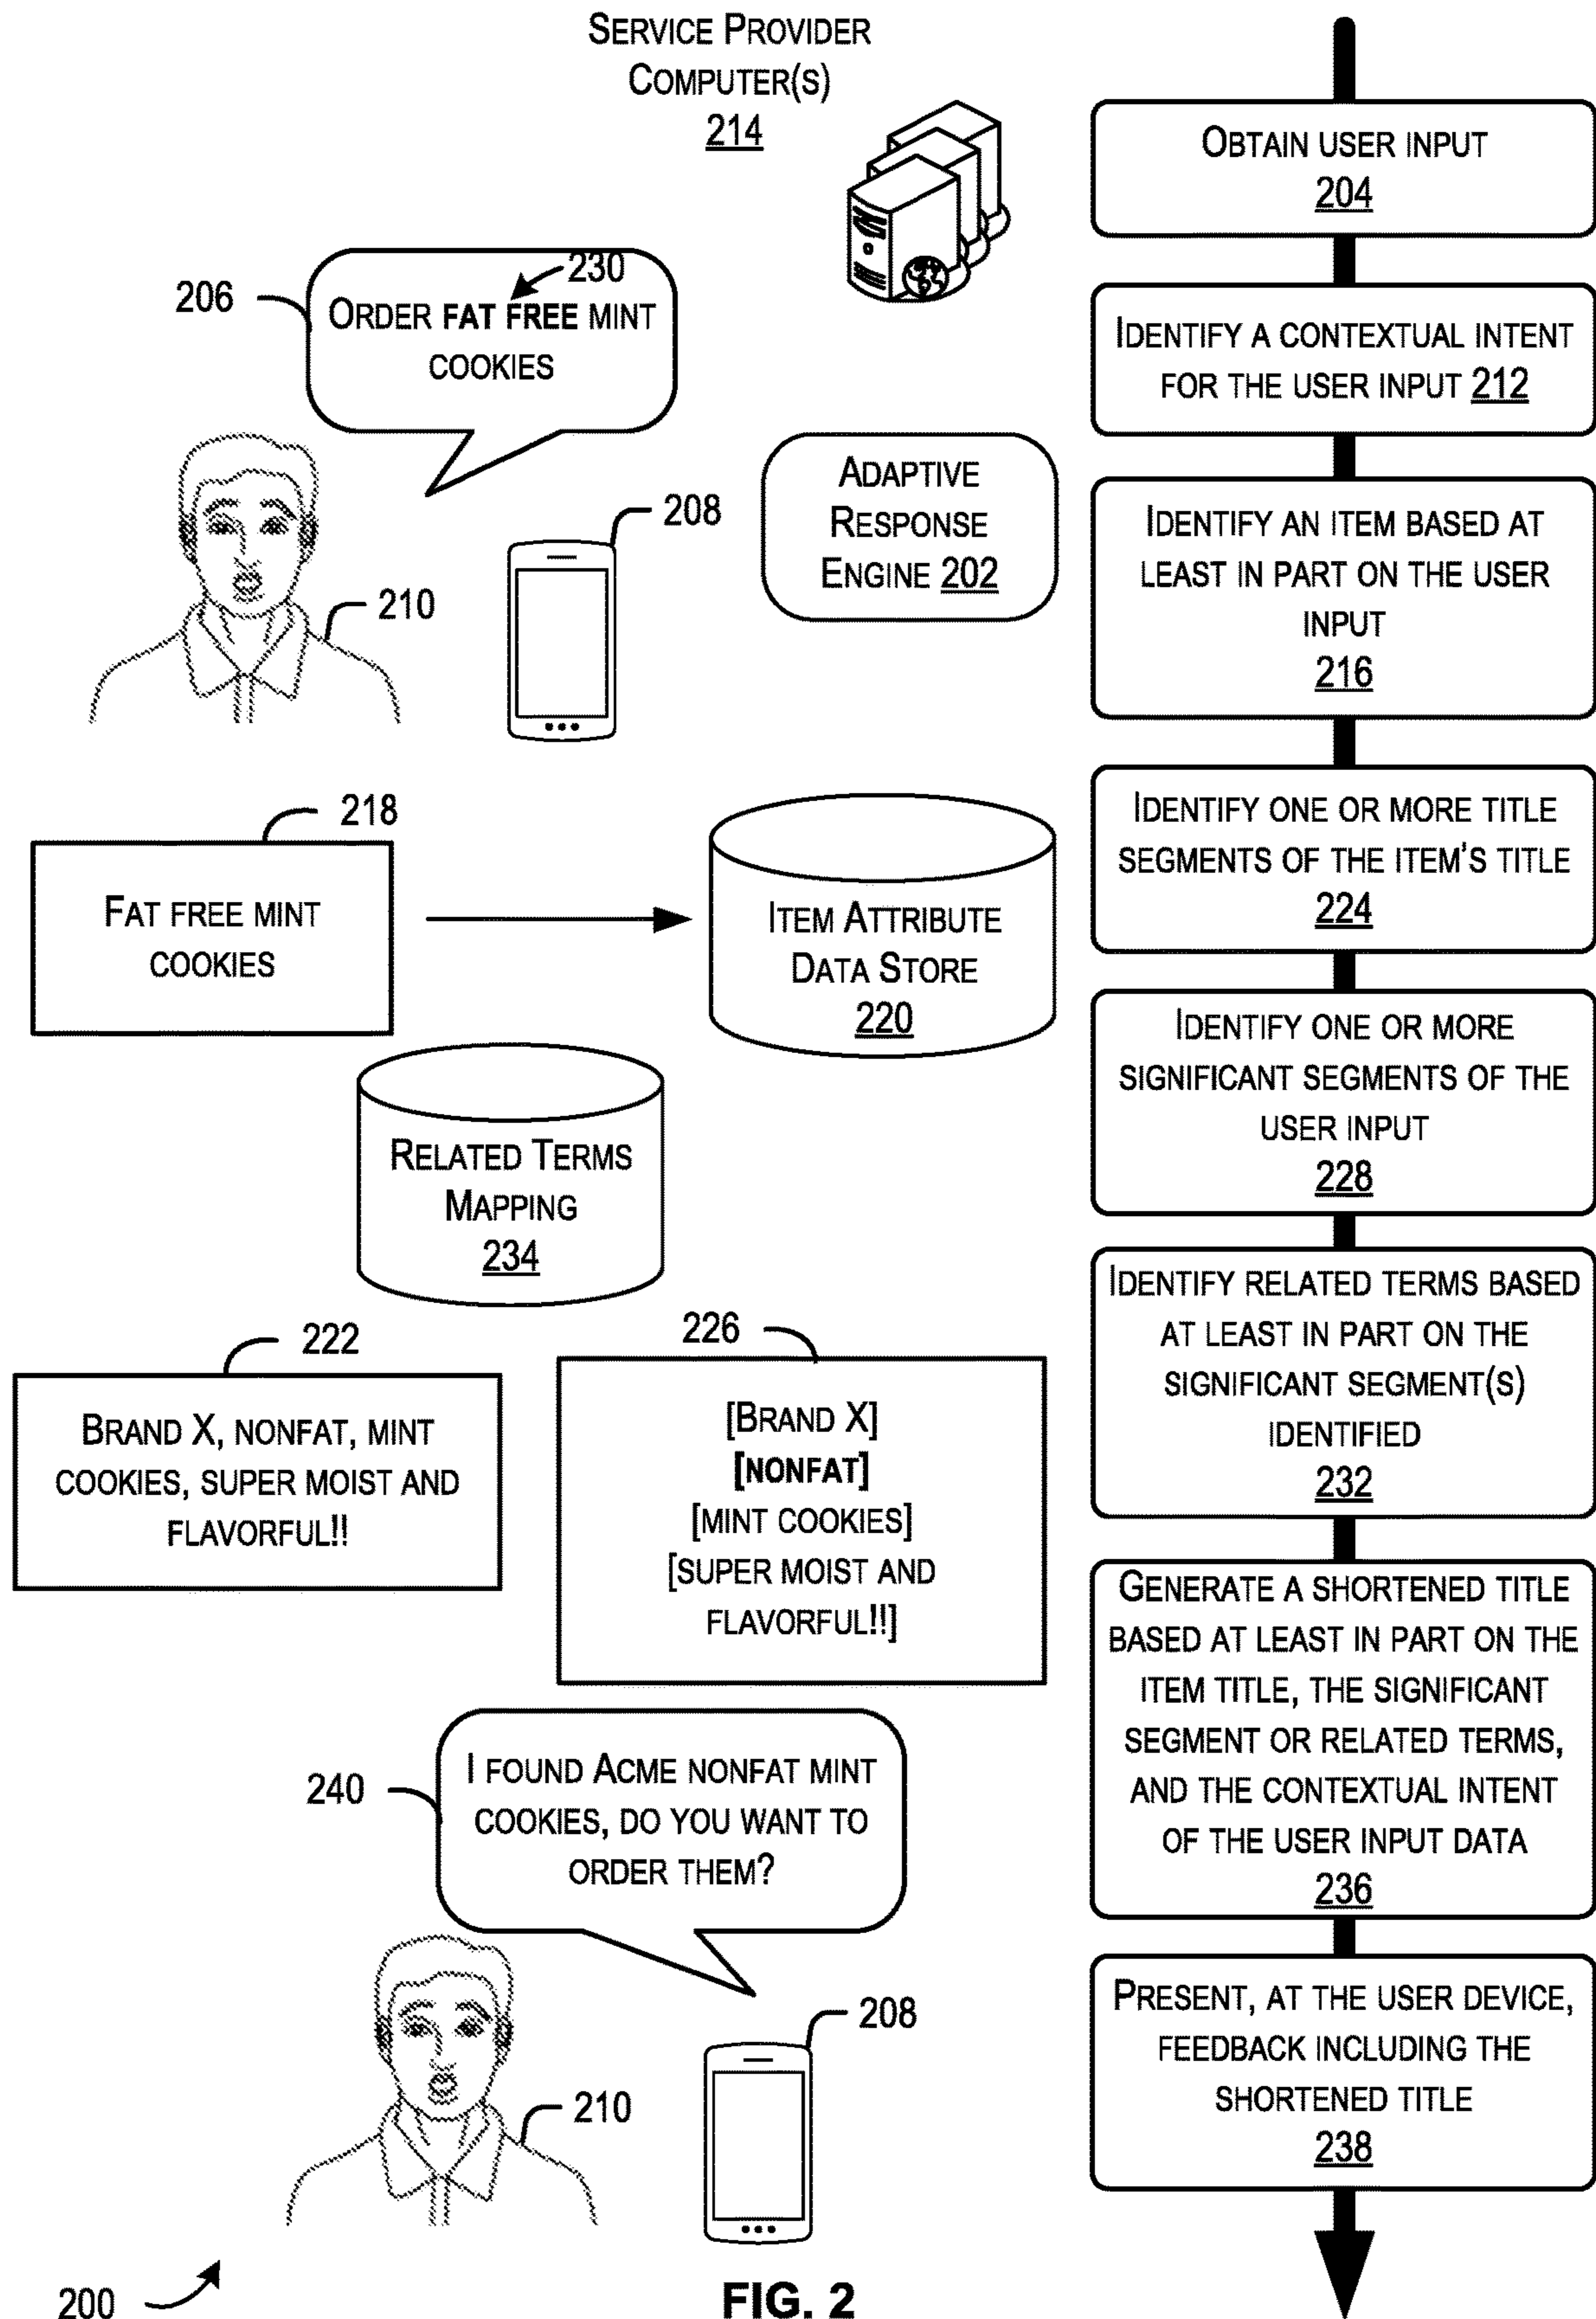 SERVICE PROVIDER
COMPUTER(S)
214
230
206
ORDER FAT FREE MINT
COOKIES
208
210
ADAPTIVE
RESPONSE
ENGINE 202
218
FAT FREE MINT
COOKIES
ITEM ATTRIBUTE
DATA STORE
220
RELATED TERMS
MAPPING
234
222
BRAND X, NONFAT, MINT
COOKIES, SUPER MOIST AND
FLAVORFUL!!
226
[BRAND X]
[NONFAT]
[MINT COOKIES]
[SUPER MOIST AND
FLAVORFUL!!]
240
I FOUND ACME NONFAT MINT
COOKIES, DO YOU WANT TO
ORDER THEM?
208
210
200
OBTAIN USER INPUT
204
IDENTIFY A CONTEXTUAL INTENT
FOR THE USER INPUT 212
IDENTIFY AN ITEM BASED AT
LEAST IN PART ON THE USER
INPUT
216
IDENTIFY ONE OR MORE TITLE
SEGMENTS OF THE ITEM'S TITLE
224
IDENTIFY ONE OR MORE
SIGNIFICANT SEGMENTS OF THE
USER INPUT
228
IDENTIFY RELATED TERMS BASED
AT LEAST IN PART ON THE
SIGNIFICANT SEGMENT(S)
IDENTIFIED
232
GENERATE A SHORTENED TITLE
BASED AT LEAST IN PART ON THE
ITEM TITLE, THE SIGNIFICANT
SEGMENT OR RELATED TERMS,
AND THE CONTEXTUAL INTENT
OF THE USER INPUT DATA
236
PRESENT, AT THE USER DEVICE,
FEEDBACK INCLUDING THE
SHORTENED TITLE
238
FIG. 2